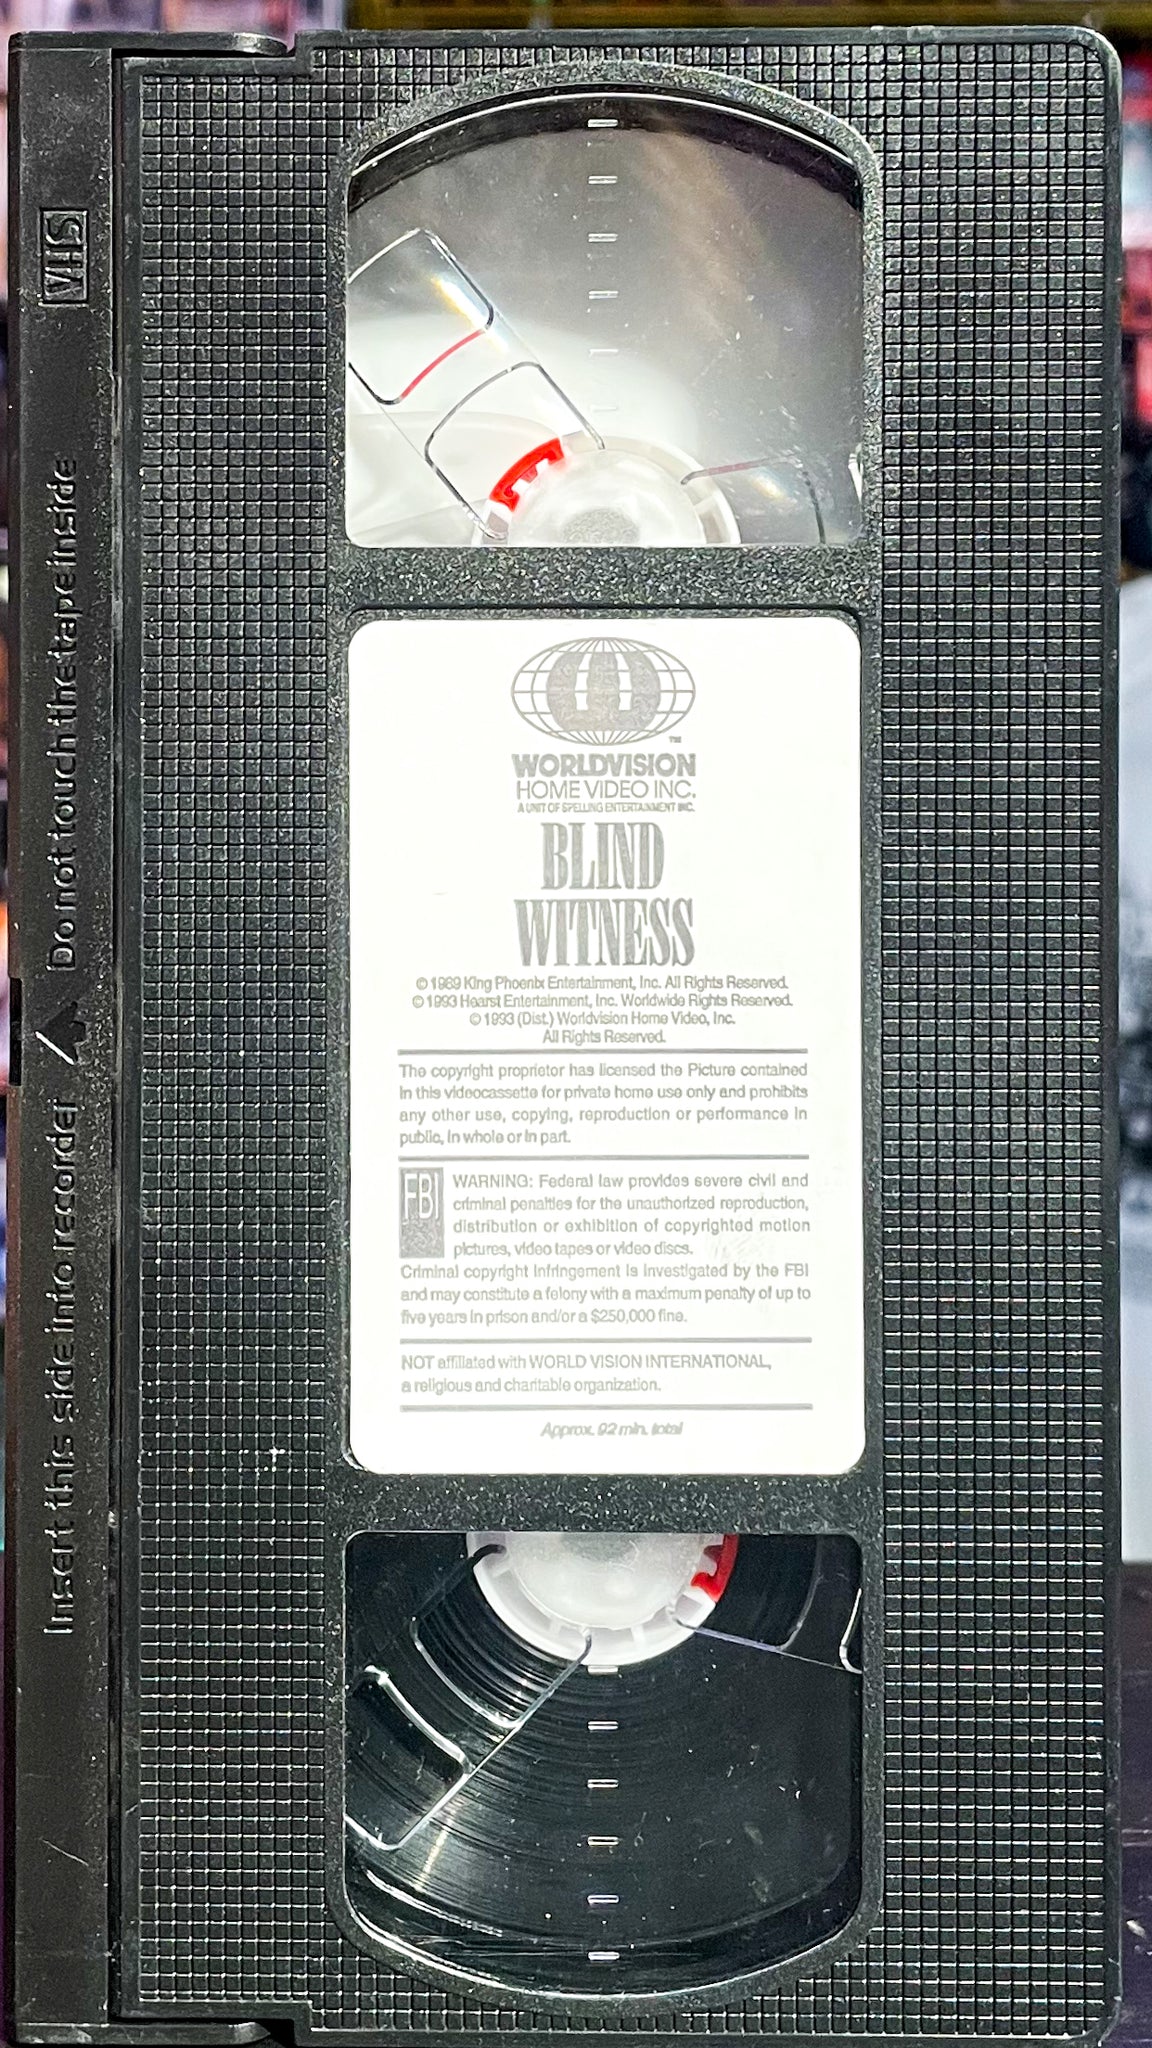 VHS
Do not touch the tape inside
Insert this side into recorder
TM
WORLDVISION
HOME VIDEO INC.
A UNIT OF SPELLING ENTERTAINMENT INC.
BLIND
WITNESS
© 1989 King Phoenix Entertainment, Inc. All Rights Reserved.
© 1993 Hearst Entertainment, Inc. Worldwide Rights Reserved.
© 1993 (Dist.) Worldvision Home Video, Inc.
All Rights Reserved.
The copyright proprietor has licensed the Picture contained
in this videocassette for private home use only and prohibits
any other use, copying, reproduction or performance in
public, in whole or in part.
FBI
WARNING: Federal law provides severe civil and
criminal penalties for the unauthorized reproduction,
distribution or exhibition of copyrighted motion
pictures, video tapes or video discs.
Criminal copyright infringement is investigated by the FBI
and may constitute a felony with a maximum penalty of up to
five years in prison and/or a $250,000 fine.
NOT affiliated with WORLD VISION INTERNATIONAL,
a religious and charitable organization.
Approx. 92 min. total